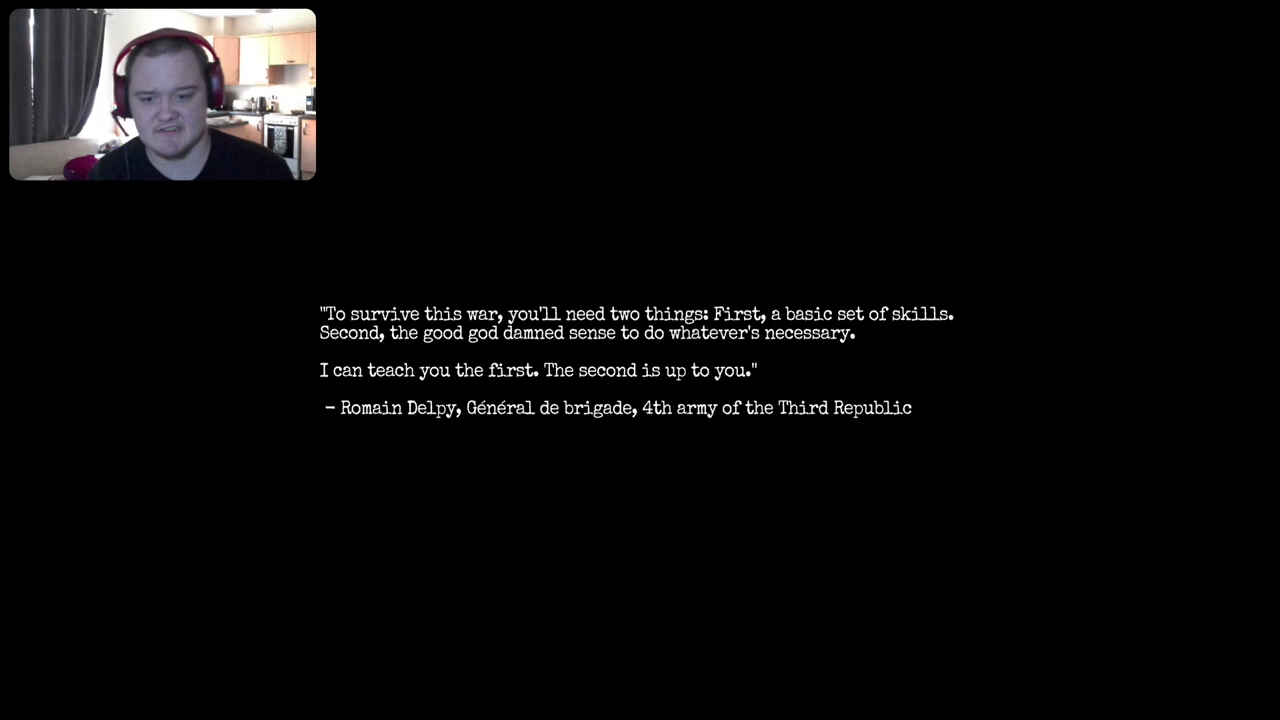 "To survive this war, you'll need two things: First, a basic set of skills.
Second, the good god damned sense to do whatever's necessary.
I can teach you the first. The second is up to you."
– Romain Delpy, Général de brigade, 4th army of the Third Republic